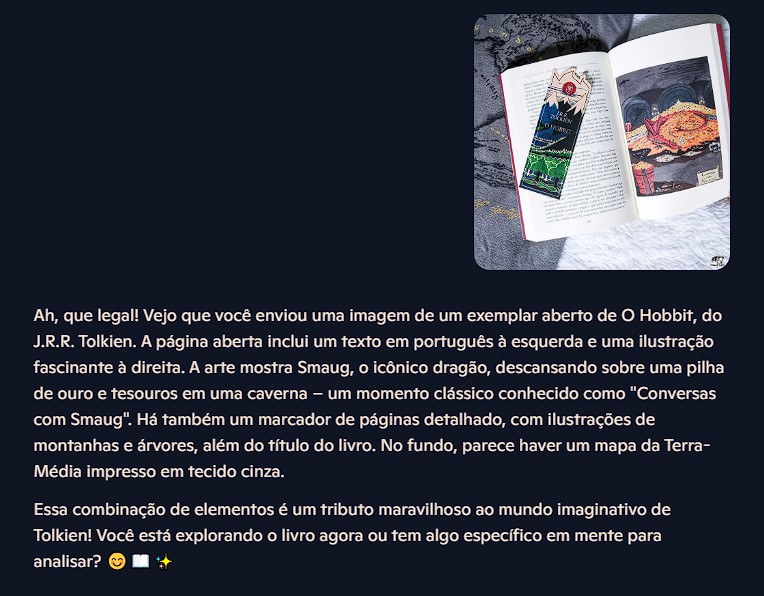 J.R.R.
TOLKIEN
O HOBBIT
Ah, que legal! Vejo que você enviou uma imagem de um exemplar aberto de O Hobbit, do
J.R.R. Tolkien. A página aberta inclui um texto em português à esquerda e uma ilustração
fascinante à direita. A arte mostra Smaug, o icônico dragão, descansando sobre uma pilha
de ouro e tesouros em uma caverna – um momento clássico conhecido como "Conversas
com Smaug". Há também um marcador de páginas detalhado, com ilustrações de
montanhas e árvores, além do título do livro. No fundo, parece haver um mapa da Terra-
Média impresso em tecido cinza.
Essa combinação de elementos é um tributo maravilhoso ao mundo imaginativo de
Tolkien! Você está explorando o livro agora ou tem algo específico em mente para
analisar? 😊 📖 ✨